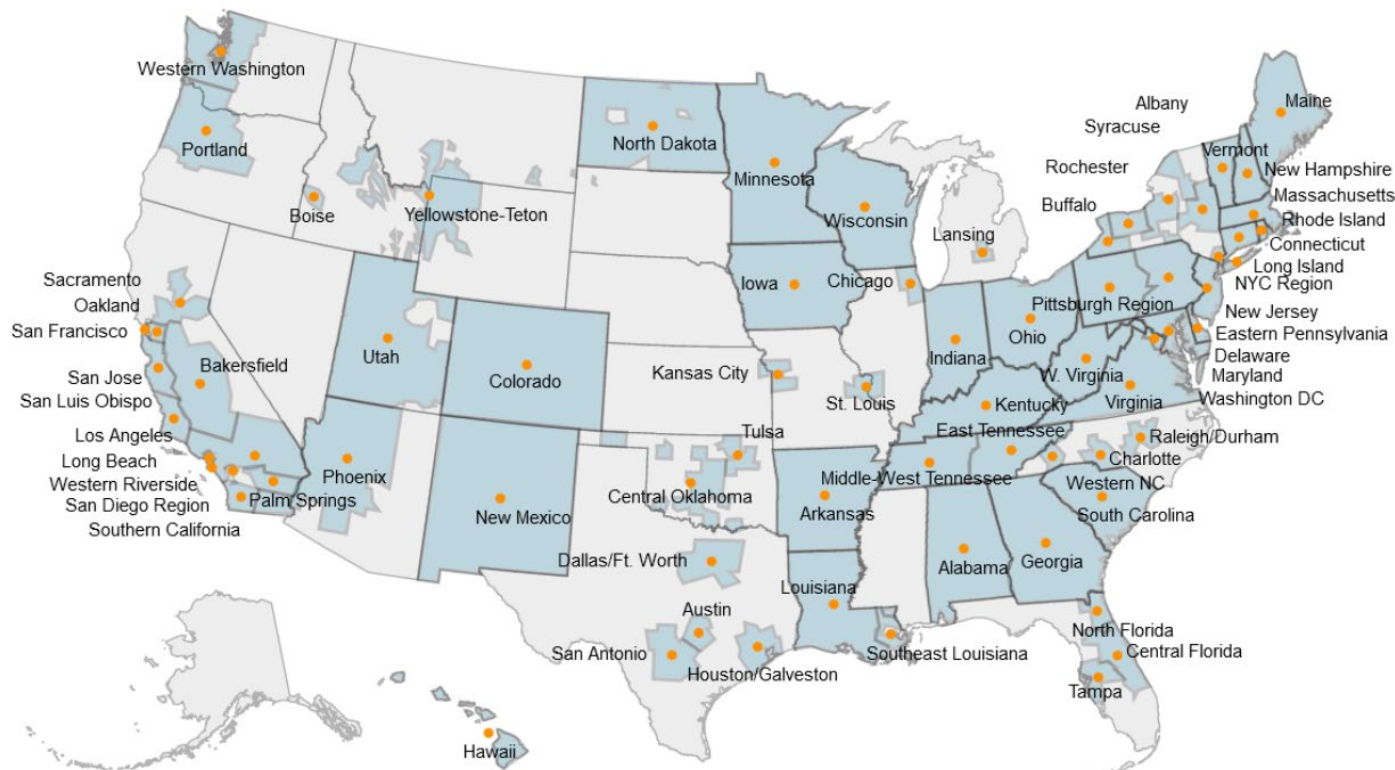 Albany
Maine
Western Washington
Syracuse
North Dakota
Portland
Vermont
Rochester
New Hampshire
Minnesota
Massachusetts
Buffalo
Boise
Yellowstone-Teton
Wisconsin
Rhode Island
Lansing
Connecticut
Long Island
Sacramento
Iowa
Chicago
NYC Region
Oakland
Pittsburgh Region
New Jersey
San Francisco
Ohio
Eastern Pennsylvania
Utah
Bakersfield
Indiana
Delaware
Colorado
Kansas City
W. Virginia
Maryland
San Jose
St. Louis
Virginia
Washington DC
San Luis Obispo
Kentucky
Tulsa
East Tennessee
Raleigh/Durham
Los Angeles
Charlotte
Long Beach
Phoenix
Middle-West Tennessee
Western Riverside
Western NC
Palm Springs
Central Oklahoma
San Diego Region
New Mexico
Arkansas
South Carolina
Southern California
Dallas/Ft. Worth
Alabama
Georgia
Louisiana
Austin
North Florida
San Antonio
Southeast Louisiana
Central Florida
Houston/Galveston
Tampa
Hawaii